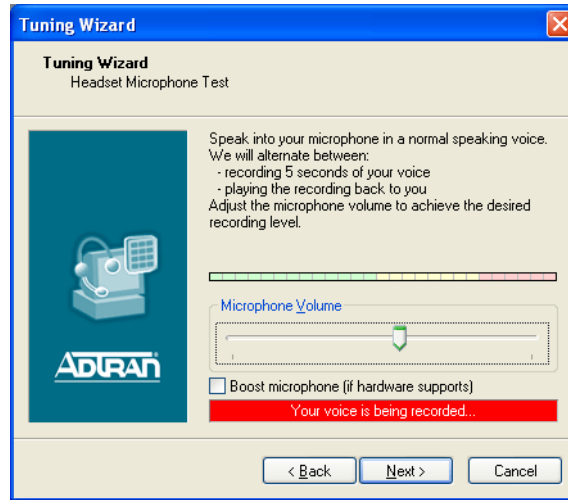 Tuning Wizard
Tuning Wizard
Headset Microphone Test
Speak into your microphone in a normal speaking voice.
We will alternate between:
- recording 5 seconds of your voice
- playing the recording back to you
Adjust the microphone volume to achieve the desired
recording level.
Microphone Volume
ADTRAN
Boost microphone (if hardware supports)
Your voice is being recorded...
< Back
Next >
Cancel